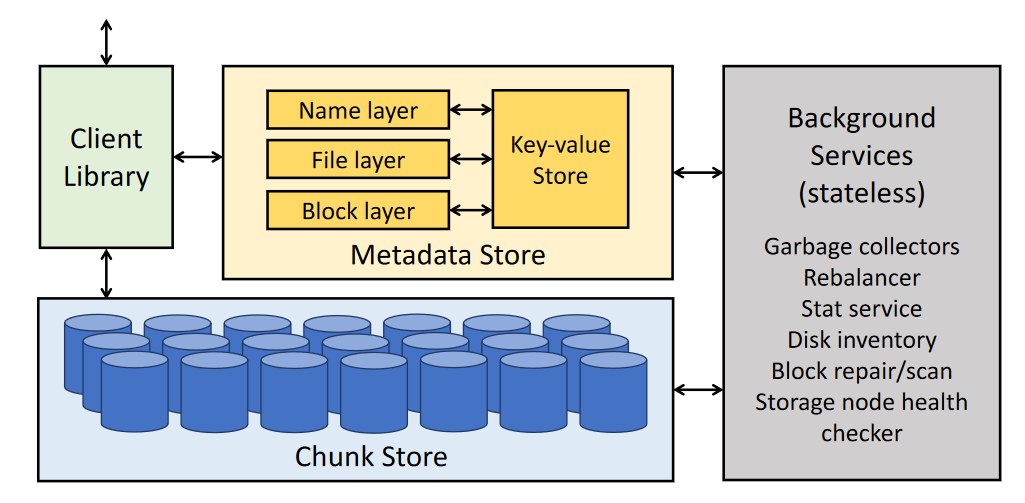 Client
Library
Name layer
File layer
Block layer
Key-value
Store
Metadata Store
Chunk Store
Background
Services
(stateless)
Garbage collectors
Rebalancer
Stat service
Disk inventory
Block repair/scan
Storage node health
checker